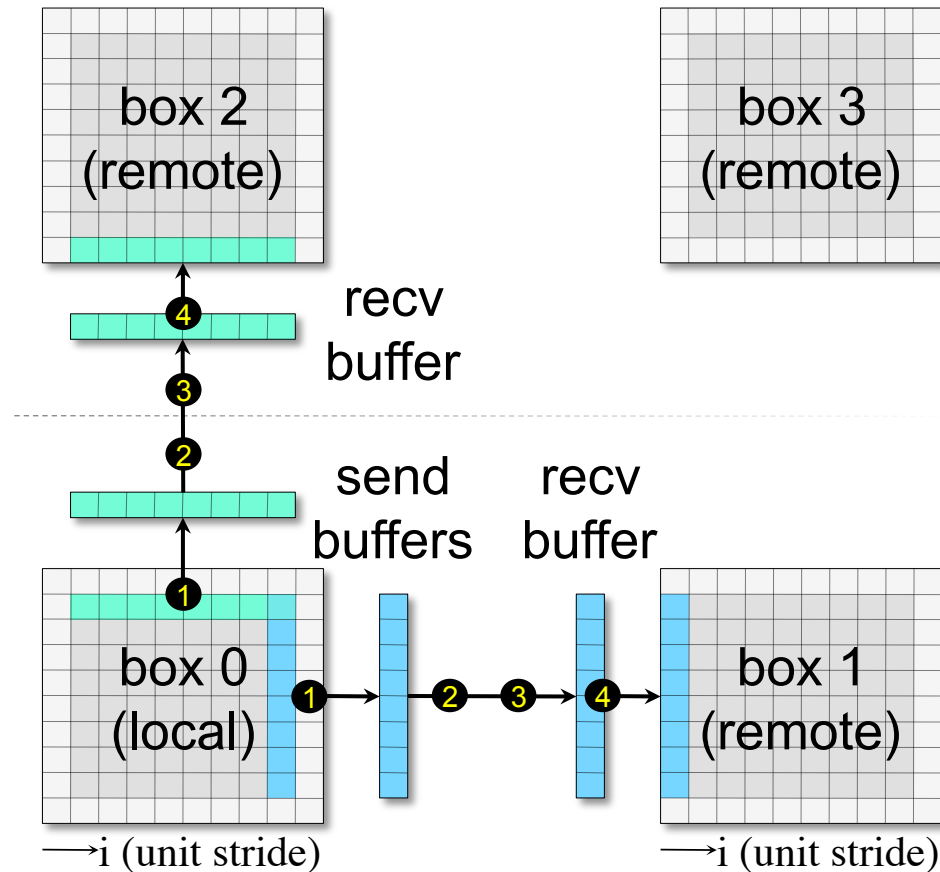 box 2
(remote)
box 3
(remote)
4
recv
buffer
3
2
send
buffers
recv
buffer
1
box 0
(local)
1
2
3
4
box 1
(remote)
i (unit stride)
i (unit stride)